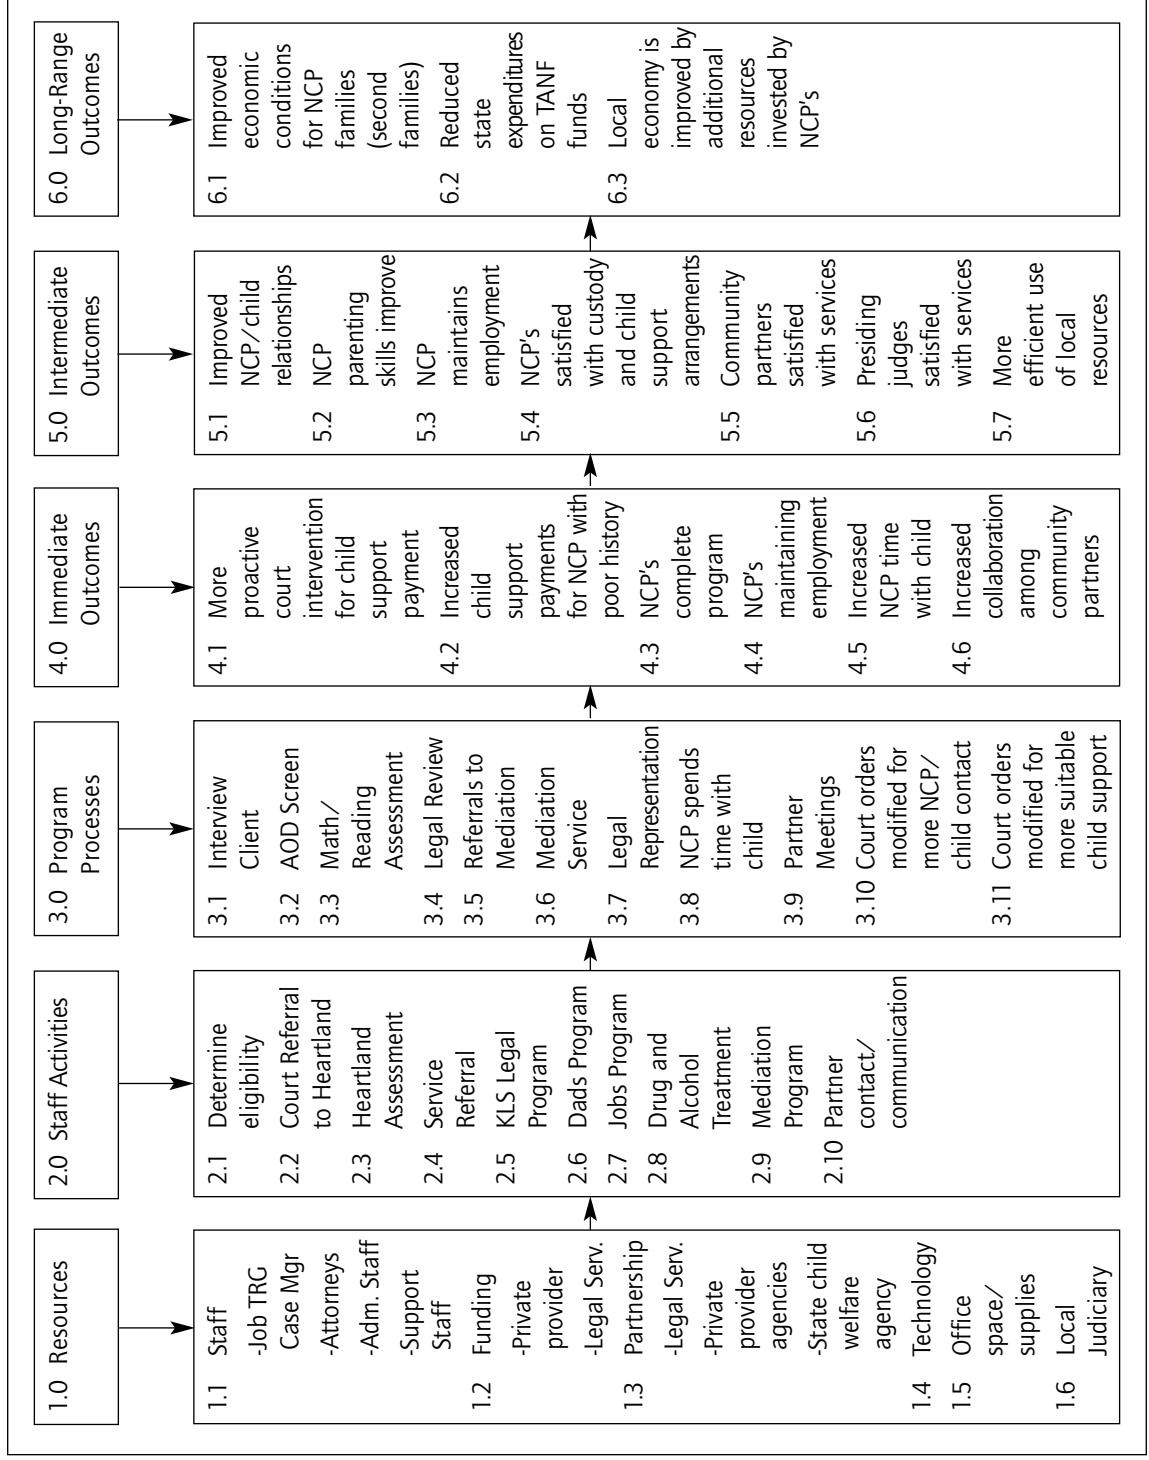 1.0 Resources
1.1 Staff
-Job TRG
Case Mgr
-Attorneys
-Adm. Staff
-Support
Staff
1.2 Funding
-Private
provider
-Legal Serv.
1.3 Partnership
-Legal Serv.
-Private
provider
agencies
-State child
welfare
agency
1.4 Technology
1.5 Office
space/
supplies
1.6 Local
Judiciary
2.0 Staff Activities
2.1 Determine
eligibility
2.2 Court Referral
to Heartland
2.3 Heartland
Assessment
2.4 Service
Referral
2.5 KLS Legal
Program
2.6 Dads Program
2.7 Jobs Program
2.8 Drug and
Alcohol
Treatment
2.9 Mediation
Program
2.10 Partner
contact/
communication
3.0 Program
Processes
3.1 Interview
Client
3.2 AOD Screen
3.3 Math/
Reading
Assessment
3.4 Legal Review
3.5 Referrals to
Mediation
3.6 Mediation
Service
3.7 Legal
Representation
3.8 NCP spends
time with
child
3.9 Partner
Meetings
3.10 Court orders
modified for
more NCP/
child contact
3.11 Court orders
modified for
more suitable
child support
4.0 Immediate
Outcomes
4.1 More
proactive
court
intervention
for child
support
payment
4.2 Increased
child
support
payments
for NCP with
poor history
4.3 NCP's
complete
program
4.4 NCP's
maintaining
employment
4.5 Increased
NCP time
with child
4.6 Increased
collaboration
among
community
partners
5.0 Intermediate
Outcomes
5.1 Improved
NCP/child
relationships
5.2 NCP
parenting
skills improve
5.3 NCP
maintains
employment
5.4 NCP's
satisfied
with custody
and child
support
arrangements
5.5 Community
partners
satisfied
with services
5.6 Presiding
judges
satisfied
with services
5.7 More
efficient use
of local
resources
6.0 Long-Range
Outcomes
6.1 Improved
economic
conditions
for NCP
families
(second
families)
6.2 Reduced
state
expenditures
on TANF
funds
6.3 Local
economy is
improved by
additional
resources
invested by
NCP's